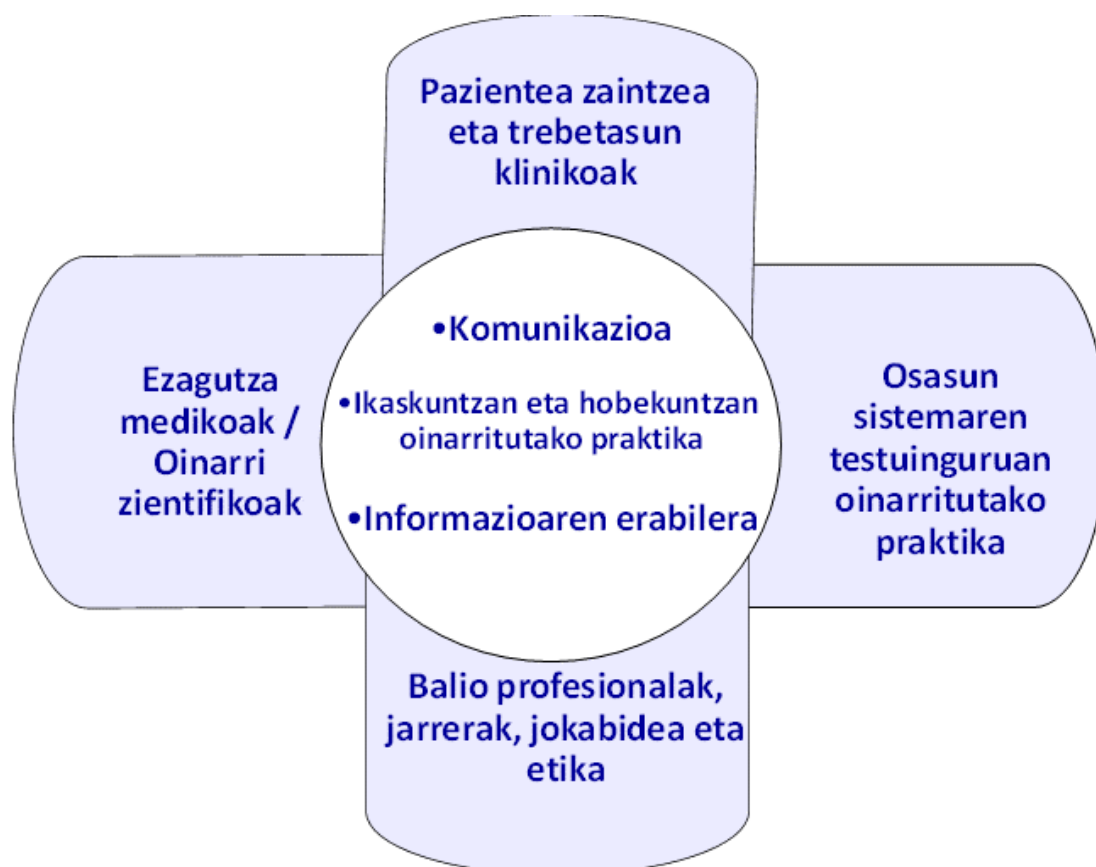 Pazientea zaintzea
eta trebetasun
klinikoak
Ezagutza
medikoak /
Oinarri
zientifikoak
•Komunikazioa
•Ikaskuntzan eta hobekuntzan
oinarritutako praktika
•Informazioaren erabilera
Osasun
sistemaren
testuinguruan
oinarritutako
praktika
Balio profesionalak,
jarrerak, jokabidea eta
etika